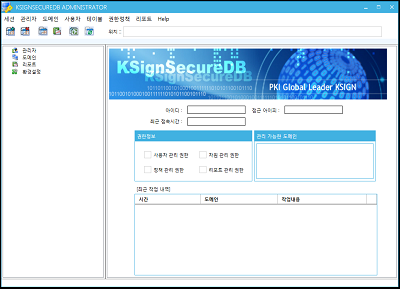 KSIGNSECUREDB ADMINISTRATOR
세션 관리자 도메인 사용자 테이블 권한정책 리포트 Help
위치 :
관리자
도메인
리포트
환경설정
KSignSecureDB
PKI Global Leader KSIGN
아이디 :
접근 아이피 :
최근 접속시간 :
권한정보
관리 가능한 도메인
사용자 관리 권한
자원 관리 권한
정책 관리 권한
리포트 관리 권한
[최근 작업 내역]
시간 도메인 작업내용